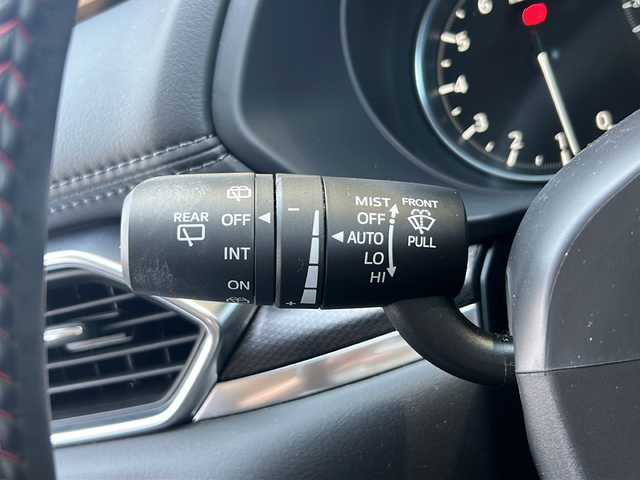 REAR
OFF
INT
ON
−
+
MIST
OFF
AUTO
LO
HI
FRONT
PULL
6
5
4
3
2
1
0